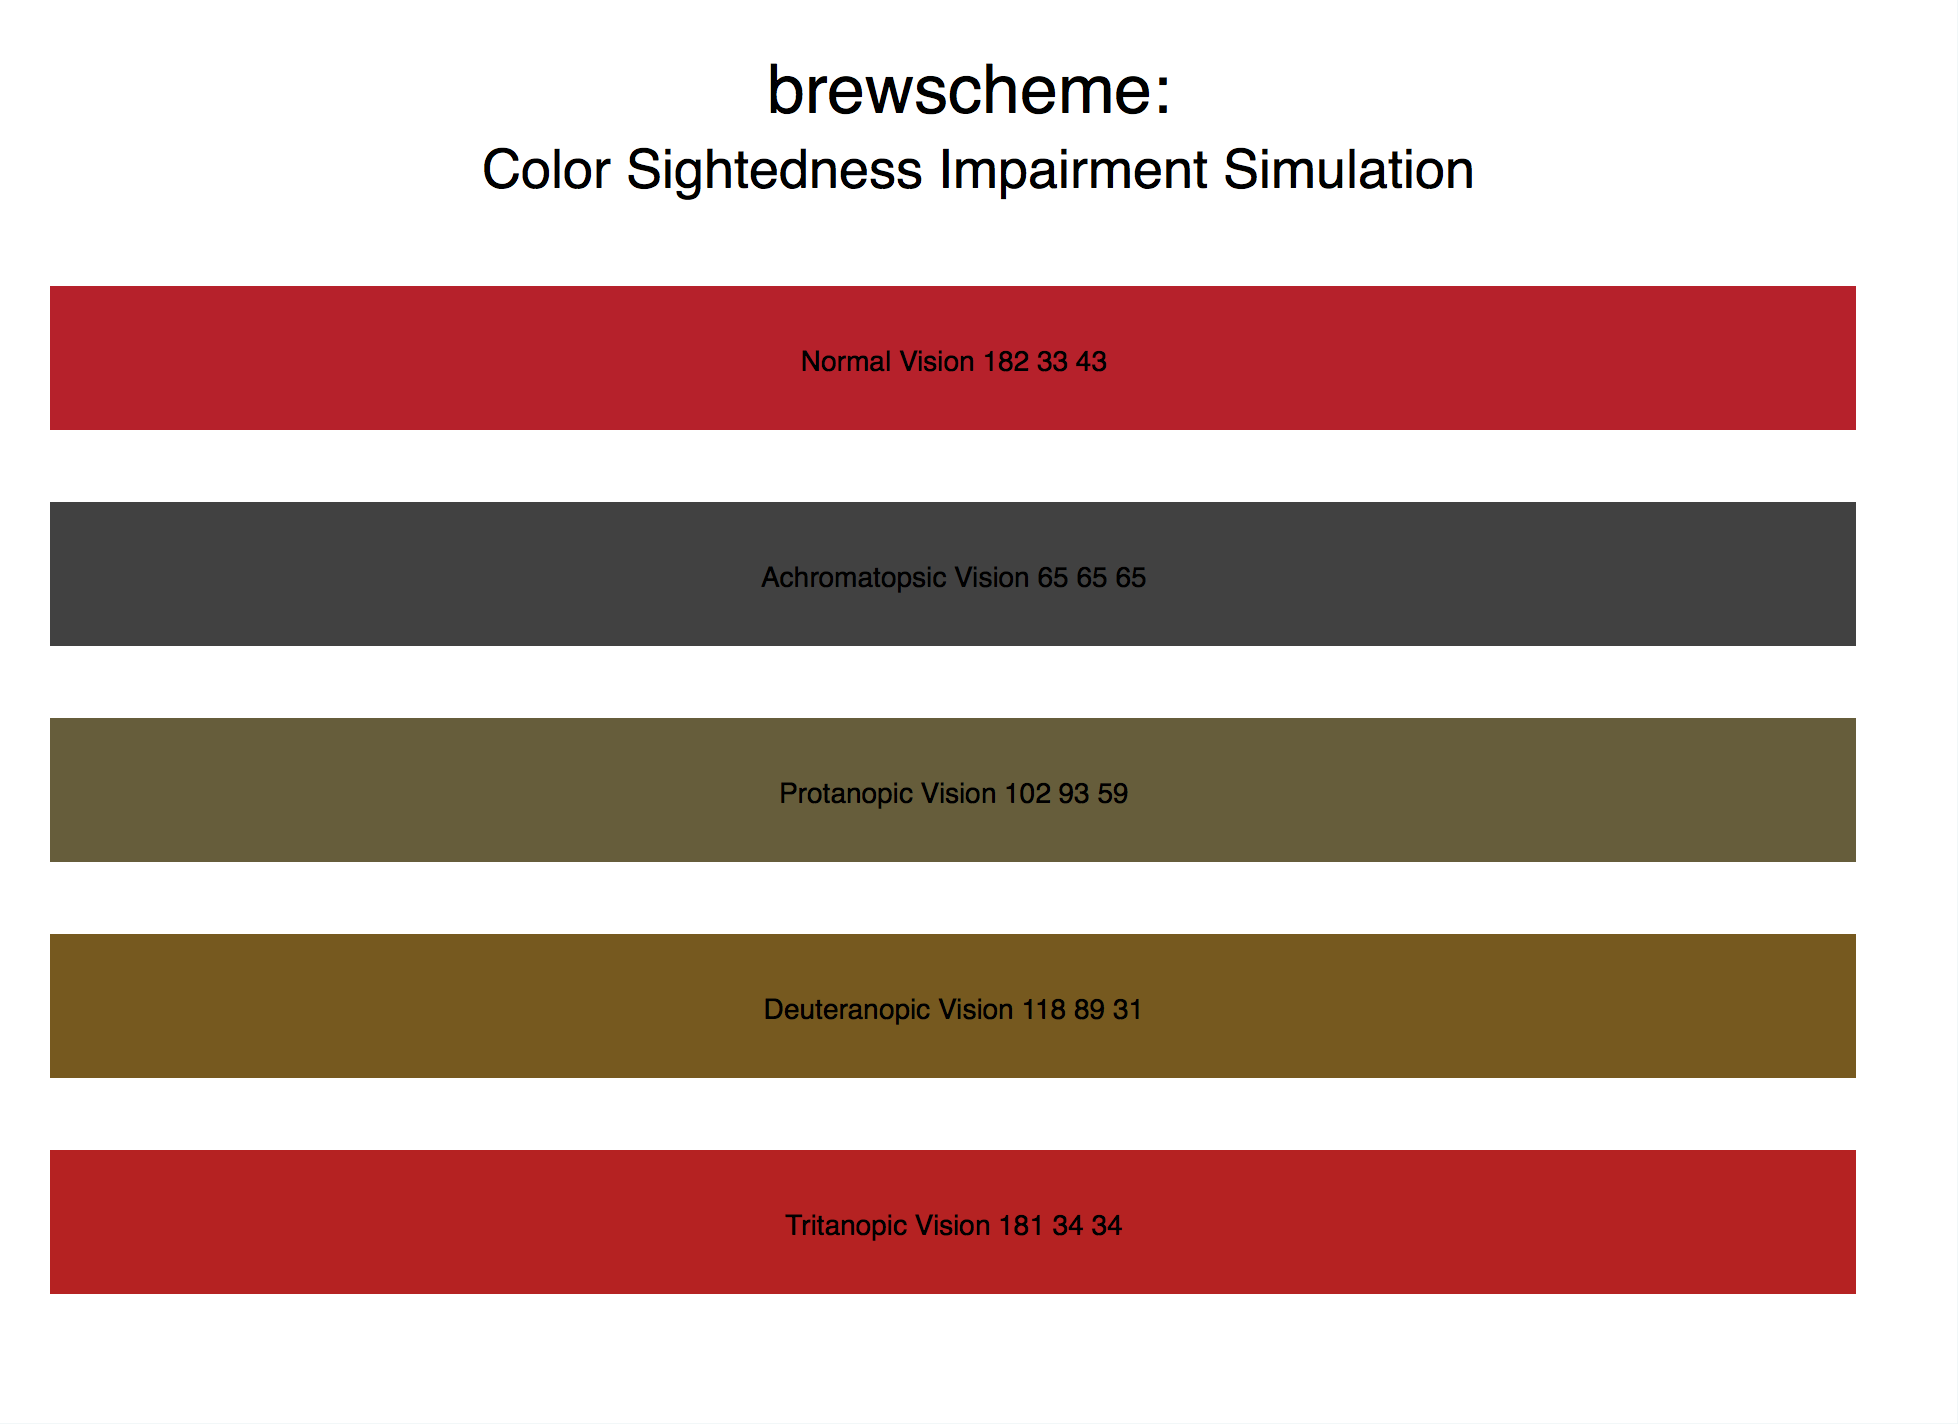 brewscheme:
Color Sightedness Impairment Simulation
Normal Vision 182 33 43
Achromatopsic Vision 65 65 65
Protanopic Vision 102 93 59
Deuteranopic Vision 118 89 31
Tritanopic Vision 181 34 34